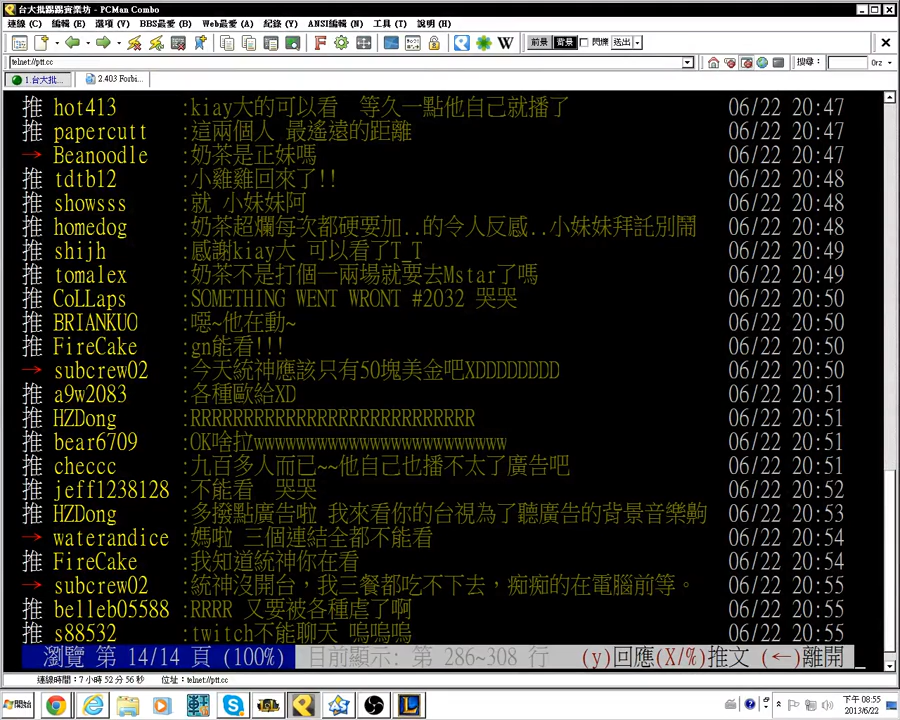 台大批踢踢實業坊 - PCMan Combo
連線 (C) 編輯 (E) 選項 (V) BBS最愛 (B) Web最愛 (A) 紀錄 (Y) ANSI編輯 (N) 工具 (T) 說明 (H)
前景 背景 閃爍 送出
telnet://ptt.cc 搜尋: Orz
1.台大批... 2.403 Forbi...
推 hot413 :kiay大的可以看 等久一點他自己就播了 06/22 20:47
推 papercutt :這兩個人 最遙遠的距離 06/22 20:47
→ Beanoodle :奶茶是正妹嗎 06/22 20:47
推 tdtb12 :小雞雞回來了!! 06/22 20:48
推 showsss :就 小妹妹阿 06/22 20:48
推 homedog :奶茶超爛每次都硬要加..的令人反感..小妹妹拜託別鬧 06/22 20:48
推 shijh :感謝kiay大 可以看了T_T 06/22 20:49
推 tomalex :奶茶不是打個一兩場就要去Mstar了嗎 06/22 20:49
推 CoLLaps :SOMETHING WENT WRONT #2032 哭哭 06/22 20:50
推 BRIANKUO :噁~他在動~ 06/22 20:50
推 FireCake :gn能看!!! 06/22 20:50
→ subcrew02 :今天統神應該只有50塊美金吧XDDDDDDDD 06/22 20:50
推 a9w2083 :各種歐給XD 06/22 20:51
推 HZDong :RRRRRRRRRRRRRRRRRRRRRRRRRRR 06/22 20:51
推 bear6709 :OK啥拉wwwwwwwwwwwwwwwwwwwwwwww 06/22 20:51
推 checcc :九百多人而已~~他自己也播不太了廣告吧 06/22 20:51
推 jeff1238128 :不能看 哭哭 06/22 20:52
推 HZDong :多撥點廣告啦 我來看你的台視為了聽廣告的背景音樂齁 06/22 20:53
→ waterandice :媽啦 三個連結全都不能看 06/22 20:54
推 FireCake :我知道統神你在看 06/22 20:54
→ subcrew02 :統神沒開台，我三餐都吃不下去，痴痴的在電腦前等。 06/22 20:55
推 belleb05588 :RRRR 又要被各種虐了啊 06/22 20:55
推 s88532 :twitch不能聊天 嗚嗚嗚 06/22 20:55
瀏覽 第 14/14 頁 (100%) 目前顯示: 第 286~308 行 (y)回應(X/%)推文 (←)離開
連線時間:7 小時 52 分 56 秒 位址: telnet://ptt.cc
開始 下午 08:55
2013/6/22